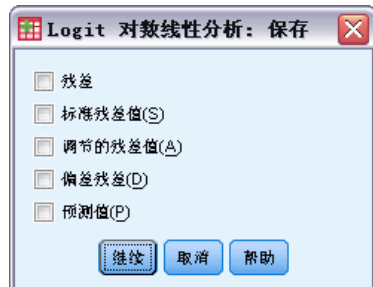 Logit 对数线性分析：保存
残差
标准残差值(S)
调节的残差值(A)
偏差残差(D)
预测值(P)
继续 取消 帮助